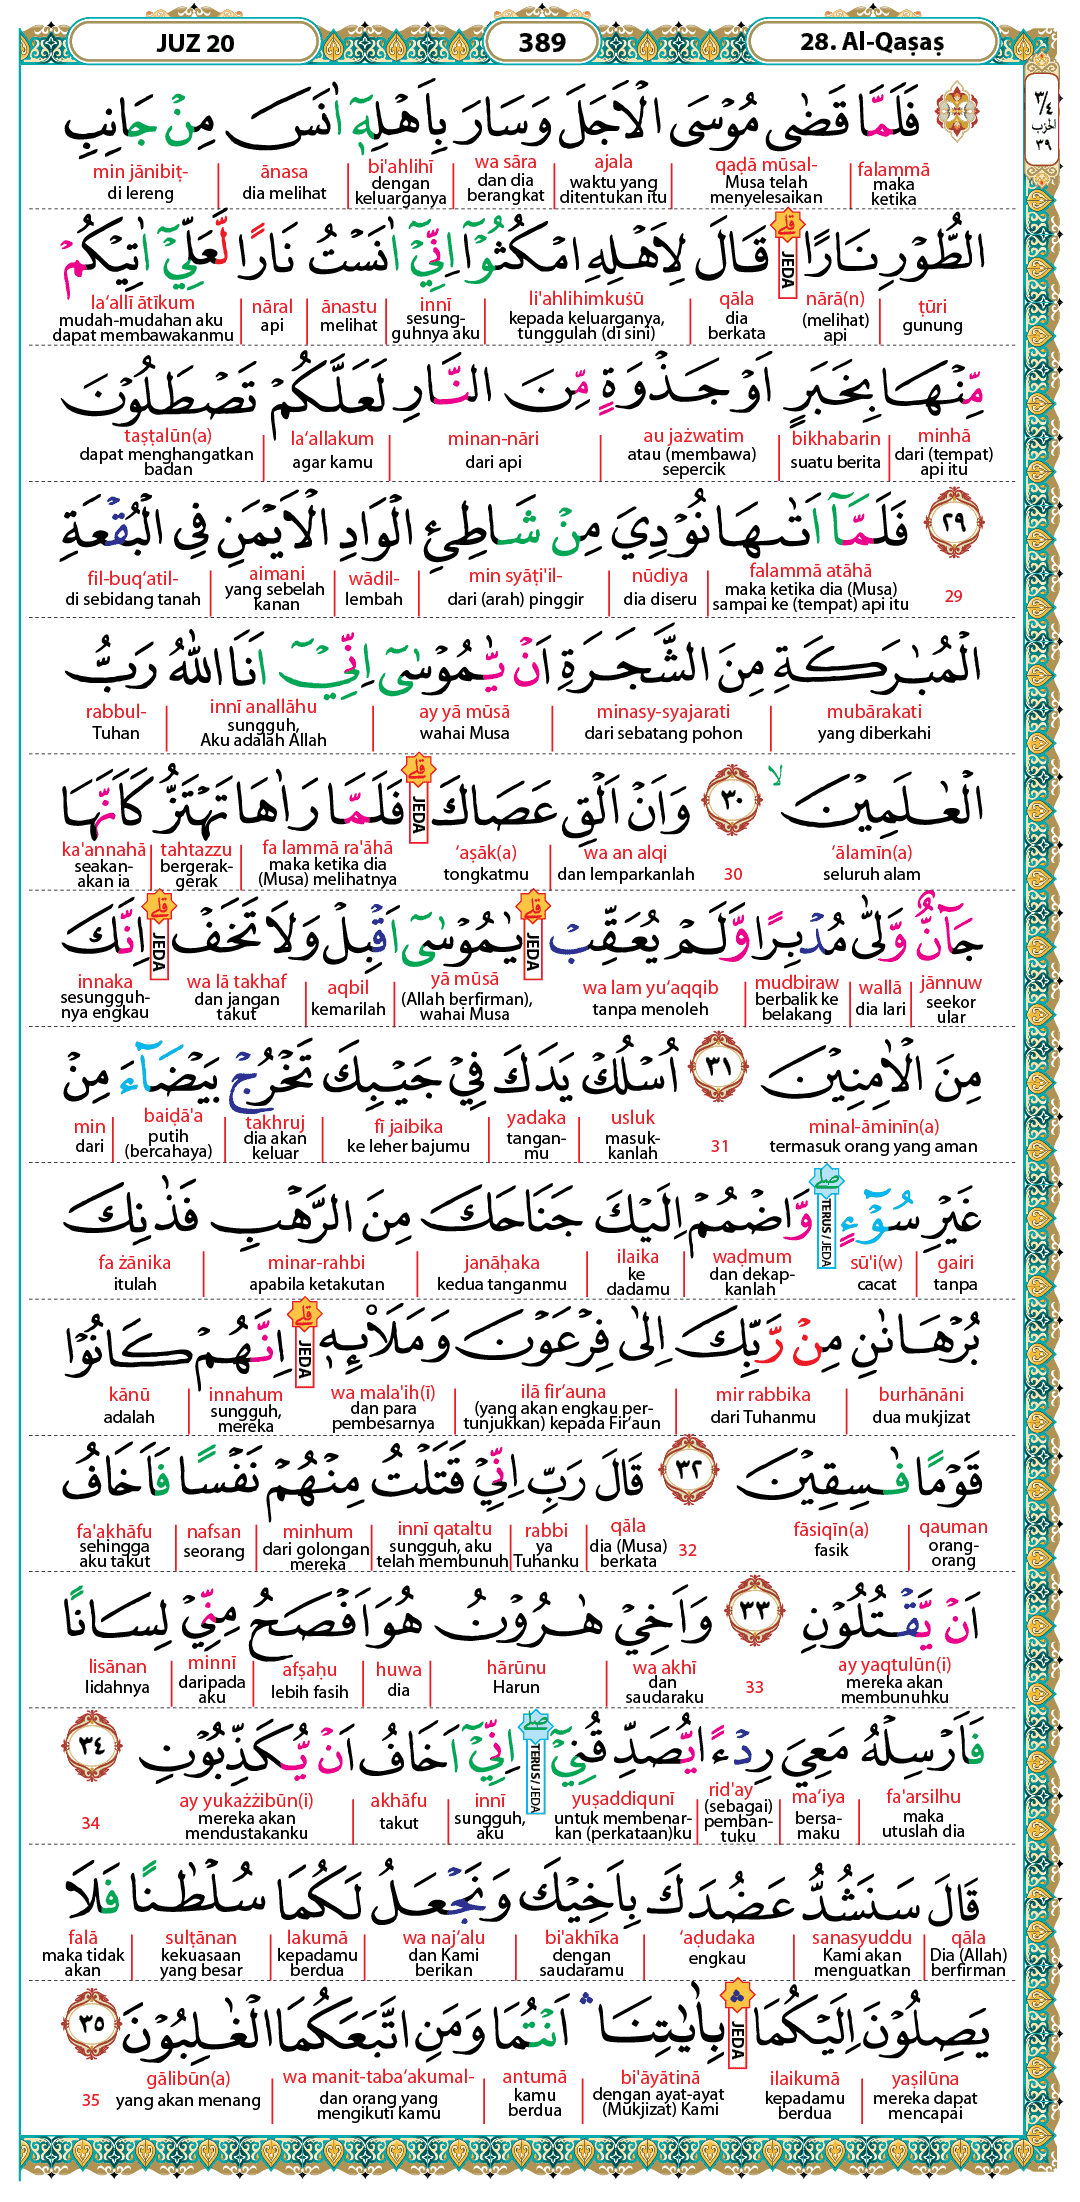 JUZ 20
389
28. Al-Qaṣaṣ
٣/٤
الحزب
٣٩
فَلَمَّا قَضٰى مُوْسَى الْاَجَلَ وَسَارَ بِاَهْلِهٖٓ اٰنَسَ مِنْ جَانِبِ
falammā qaḍā mūsal- ajala wa sāra bi'ahlihī ānasa min jānibiṭ-
maka ketika Musa telah menyelesaikan waktu yang ditentukan itu dan dia berangkat dengan keluarganya dia melihat di lereng
الطُّوْرِ نَارًاۗ قَالَ لِاَهْلِهِ امْكُثُوْٓا اِنِّيْٓ اٰنَسْتُ نَارًا لَّعَلِّيْٓ اٰتِيْكُمْ
JEDA
ṭūri nārā(n) qāla li'ahlihimkuṡū innī ānastu nāral la‘allī ātīkum
gunung (melihat) api dia berkata kepada keluarganya, tunggulah (di sini) sesung-guhnya aku melihat api mudah-mudahan aku dapat membawakanmu
مِّنْهَا بِخَبَرٍ اَوْ جَذْوَةٍ مِّنَ النَّارِ لَعَلَّكُمْ تَصْطَلُوْنَ
minhā bikhabarin au jażwatim minan-nāri la‘allakum taṣṭalūn(a)
dari (tempat) api itu suatu berita atau (membawa) sepercik dari api agar kamu dapat menghangatkan badan
٢٩ فَلَمَّآ اَتٰىهَا نُوْدِيَ مِنْ شَاطِئِ الْوَادِ الْاَيْمَنِ فِى الْبُقْعَةِ
29 falammā atāhā nūdiya min syāṭi'il- wādil- aimani fil-buq‘atil-
maka ketika dia (Musa) sampai ke (tempat) api itu dia diseru dari (arah) pinggir lembah yang sebelah kanan di sebidang tanah
الْمُبٰرَكَةِ مِنَ الشَّجَرَةِ اَنْ يّٰمُوْسٰىٓ اِنِّيْٓ اَنَا اللّٰهُ رَبُّ
mubārakati minasy-syajarati ay yā mūsā innī anallāhu rabbul-
yang diberkahi dari sebatang pohon wahai Musa sungguh, Aku adalah Allah Tuhan
الْعٰلَمِيْنَۙ ٣٠ وَاَنْ اَلْقِ عَصَاكَۗ فَلَمَّا رَاٰهَا تَهْتَزُّ كَاَنَّهَا
JEDA
‘ālamīn(a) 30 wa an alqi ‘aṣāk(a) fa lammā ra'āhā tahtazzu ka'annahā
seluruh alam dan lemparkanlah tongkatmu maka ketika dia (Musa) melihatnya bergerak-gerak seakan-akan ia
جَاۤنٌّ وَّلّٰى مُدْبِرًا وَّلَمْ يُعَقِّبْۗ يٰمُوْسٰىٓ اَقْبِلْ وَلَا تَخَفْۗ اِنَّكَ
JEDA JEDA
jānnuw wallā mudbiraw wa lam yu‘aqqib yā mūsā aqbil wa lā takhaf innaka
seekor ular dia lari berbalik ke belakang tanpa menoleh (Allah berfirman), wahai Musa kemarilah dan jangan takut sesungguh-nya engkau
مِنَ الْاٰمِنِيْنَ ٣١ اُسْلُكْ يَدَكَ فِيْ جَيْبِكَ تَخْرُجْ بَيْضَاۤءَ مِنْ
minal-āminīn(a) 31 usluk yadaka fī jaibika takhruj baiḍā'a min
termasuk orang yang aman masuk-kanlah tangan-mu ke leher bajumu dia akan keluar putih (bercahaya) dari
غَيْرِ سُوْۤءٍۖ وَّاضْمُمْ اِلَيْكَ جَنَاحَكَ مِنَ الرَّهْبِ فَذٰنِكَ
TERUS/JEDA
gairi sū'i(w) waḍmum ilaika janāḥaka minar-rahbi fa żānika
tanpa cacat dan dekap-kanlah ke dadamu kedua tanganmu apabila ketakutan itulah
بُرْهَانٰنِ مِنْ رَّبِّكَ اِلٰى فِرْعَوْنَ وَمَلَا۟ىِٕهٖۗ اِنَّهُمْ كَانُوْا
JEDA
burhānāni mir rabbika ilā fir‘auna wa mala'ih(ī) innahum kānū
dua mukjizat dari Tuhanmu (yang akan engkau per-tunjukkan) kepada Fir‘aun dan para pembesarnya sungguh, mereka adalah
قَوْمًا فٰسِقِيْنَ ٣٢ قَالَ رَبِّ اِنِّيْ قَتَلْتُ مِنْهُمْ نَفْسًا فَاَخَافُ
qauman fāsiqīn(a) 32 qāla rabbi innī qataltu minhum nafsan fa'akhāfu
orang-orang fasik dia (Musa) berkata ya Tuhanku sungguh, aku telah membunuh dari golongan mereka seorang sehingga aku takut
اَنْ يَّقْتُلُوْنِ ٣٣ وَاَخِيْ هٰرُوْنُ هُوَ اَفْصَحُ مِنِّيْ لِسَانًا
ay yaqtulūn(i) 33 wa akhī hārūnu huwa afṣaḥu minnī lisānan
mereka akan membunuhku dan saudaraku Harun dia lebih fasih daripada aku lidahnya
فَاَرْسِلْهُ مَعِيَ رِدْءًا يُّصَدِّقُنِيْٓۖ اِنِّيْٓ اَخَافُ اَنْ يُّكَذِّبُوْنِ ٣٤
TERUS/JEDA
fa'arsilhu ma‘iya rid'ay yuṣaddiqunī innī akhāfu ay yukażżibūn(i) 34
maka utuslah dia bersa-maku (sebagai) pemban-tuku untuk membenar-kan (perkataan)ku sungguh, aku takut mereka akan mendustakanku
قَالَ سَنَشُدُّ عَضُدَكَ بِاَخِيْكَ وَنَجْعَلُ لَكُمَا سُلْطٰنًا فَلَا
qāla sanasyuddu ‘aḍudaka bi'akhīka wa naj‘alu lakumā sulṭānan falā
Dia (Allah) berfirman Kami akan menguatkan engkau dengan saudaramu dan Kami berikan kepadamu berdua kekuasaan yang besar maka tidak akan
يَصِلُوْنَ اِلَيْكُمَا ۛ بِاٰيٰتِنَا ۛ اَنْتُمَا وَمَنِ اتَّبَعَكُمَا الْغٰلِبُوْنَ ٣٥
JEDA
yaṣilūna ilaikumā bi'āyātinā antumā wa manit-taba‘akumal- gālibūn(a) 35
mereka dapat mencapai kepadamu berdua dengan ayat-ayat (Mukjizat) Kami kamu berdua dan orang yang mengikuti kamu yang akan menang